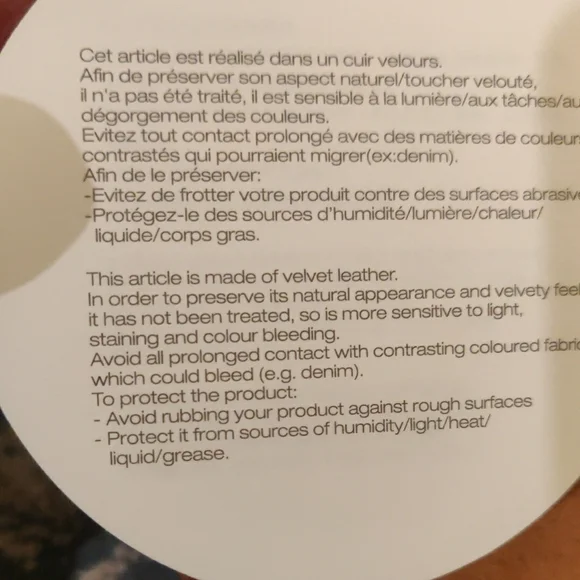 Cet article est réalisé dans un cuir velours.
Afin de préserver son aspect naturel/toucher velouté,
il n'a pas été traité, il est sensible à la lumière/aux tâches/au
dégorgement des couleurs.
Evitez tout contact prolongé avec des matières de couleurs
contrastés qui pourraient migrer(ex:denim).
Afin de le préserver:
-Evitez de frotter votre produit contre des surfaces abrasive
-Protégez-le des sources d'humidité/lumière/chaleur/
liquide/corps gras.
This article is made of velvet leather.
In order to preserve its natural appearance and velvety feel
it has not been treated, so is more sensitive to light,
staining and colour bleeding.
Avoid all prolonged contact with contrasting coloured fabric
which could bleed (e.g. denim).
To protect the product:
- Avoid rubbing your product against rough surfaces
- Protect it from sources of humidity/light/heat/
liquid/grease.